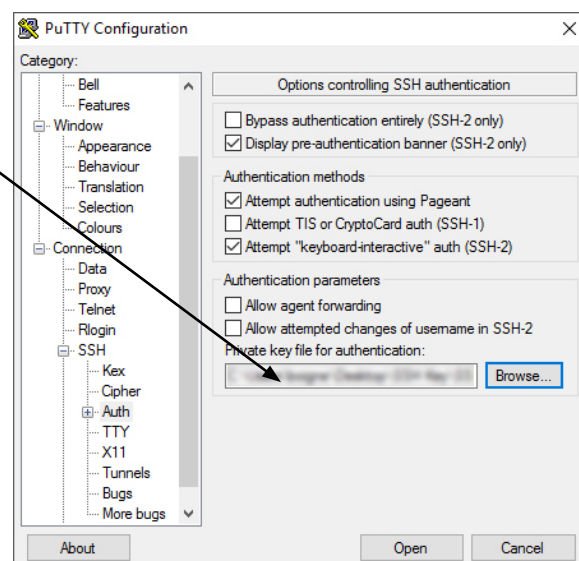 PuTTY Configuration
Category:
Bell
Features
Window
Appearance
Behaviour
Translation
Selection
Colours
Connection
Data
Proxy
Telnet
Rlogin
SSH
Kex
Cipher
Auth
TTY
X11
Tunnels
Bugs
More bugs
Options controlling SSH authentication
Bypass authentication entirely (SSH-2 only)
Display pre-authentication banner (SSH-2 only)
Authentication methods
Attempt authentication using Pageant
Attempt TIS or CryptoCard auth (SSH-1)
Attempt "keyboard-interactive" auth (SSH-2)
Authentication parameters
Allow agent forwarding
Allow attempted changes of username in SSH-2
Private key file for authentication:
Browse...
About
Open
Cancel